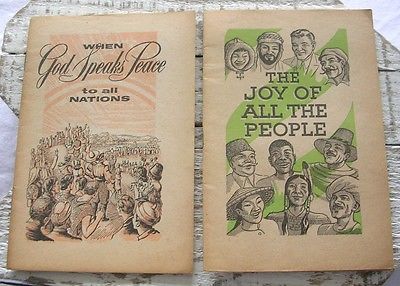 WHEN
God Speaks Peace
to all
NATIONS
THE
JOY OF
ALL THE
PEOPLE